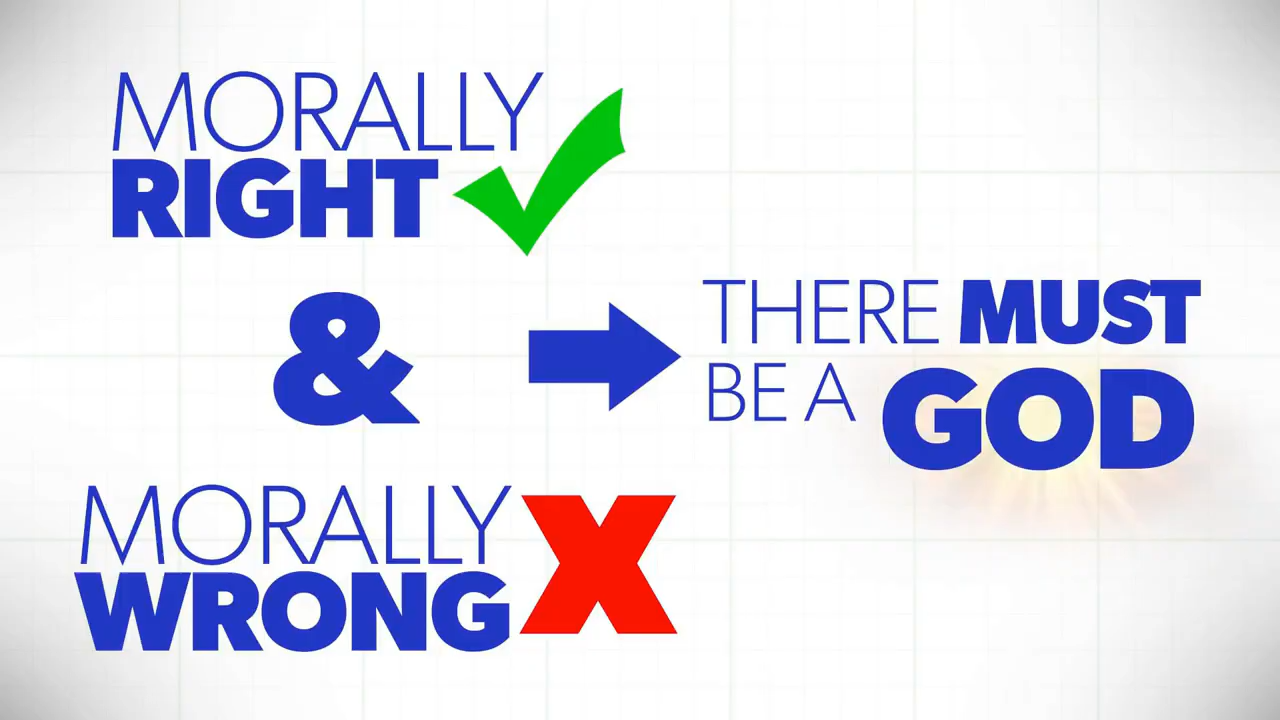 MORALLY
RIGHT
&
MORALLY
WRONG
THERE MUST
BE A GOD